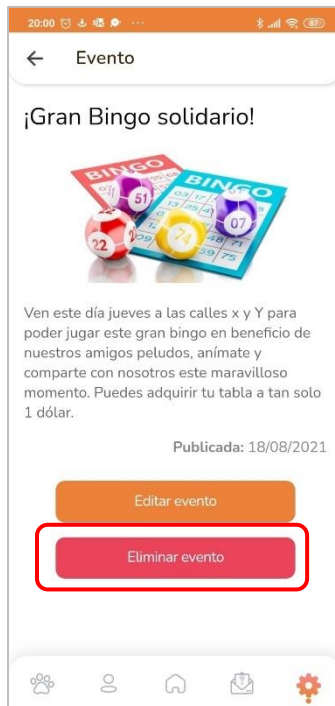 20:00
87
Evento
¡Gran Bingo solidario!
BINGO
BINGO
51
07
22
74
Ven este día jueves a las calles x y Y para
poder jugar este gran bingo en beneficio de
nuestros amigos peludos, anímate y
comparte con nosotros este maravilloso
momento. Puedes adquirir tu tabla a tan solo
1 dólar.
Publicada: 18/08/2021
Editar evento
Eliminar evento